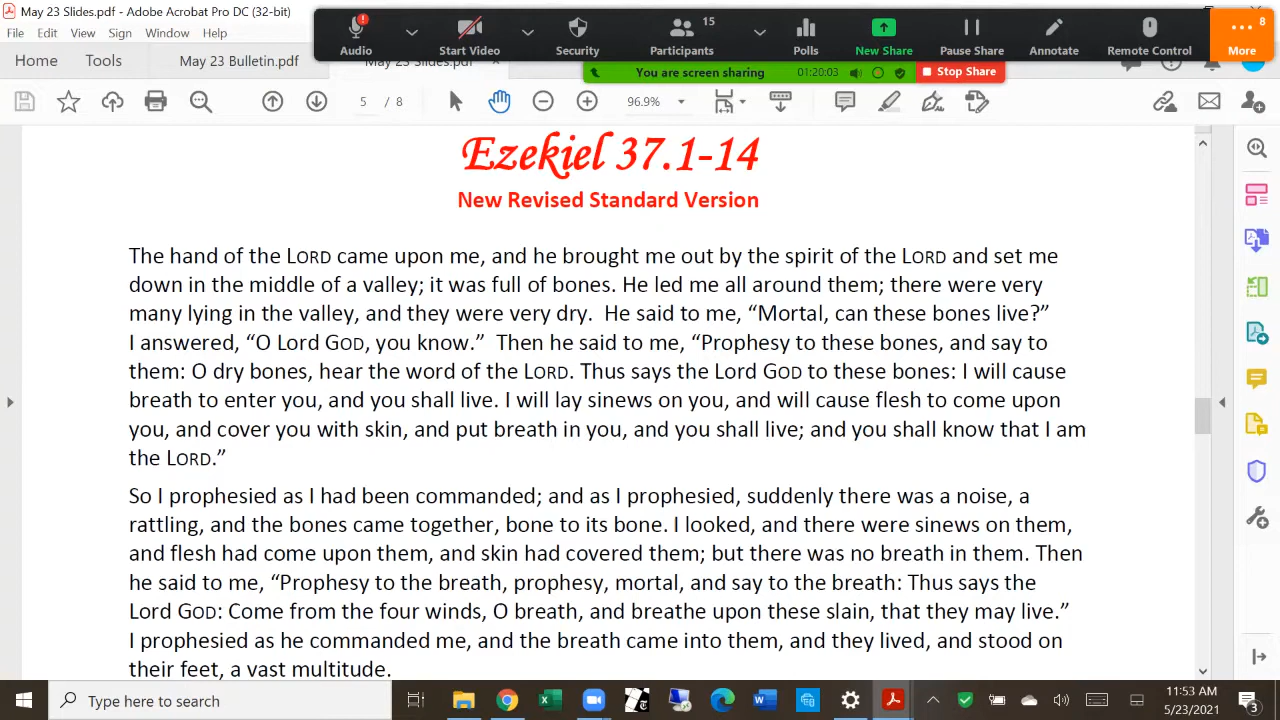 May 23 Slides.pdf - Adobe Acrobat Pro DC (32-bit)
File Edit View Sign Window Help
Audio Start Video Security Participants 15 Polls New Share Pause Share Annotate Remote Control More 8
You are screen sharing 01:20:03 Stop Share
Home Tools May 23 Bulletin.pdf May 23 Slides.pdf
5 / 8 96.9%
Ezekiel 37.1-14
New Revised Standard Version
The hand of the LORD came upon me, and he brought me out by the spirit of the LORD and set me
down in the middle of a valley; it was full of bones. He led me all around them; there were very
many lying in the valley, and they were very dry.  He said to me, “Mortal, can these bones live?”
I answered, “O Lord GOD, you know.”  Then he said to me, “Prophesy to these bones, and say to
them: O dry bones, hear the word of the LORD. Thus says the Lord GOD to these bones: I will cause
breath to enter you, and you shall live. I will lay sinews on you, and will cause flesh to come upon
you, and cover you with skin, and put breath in you, and you shall live; and you shall know that I am
the LORD.”
So I prophesied as I had been commanded; and as I prophesied, suddenly there was a noise, a
rattling, and the bones came together, bone to its bone. I looked, and there were sinews on them,
and flesh had come upon them, and skin had covered them; but there was no breath in them. Then
he said to me, “Prophesy to the breath, prophesy, mortal, and say to the breath: Thus says the
Lord GOD: Come from the four winds, O breath, and breathe upon these slain, that they may live.”
I prophesied as he commanded me, and the breath came into them, and they lived, and stood on
their feet, a vast multitude.
Type here to search
11:53 AM
5/23/2021
3